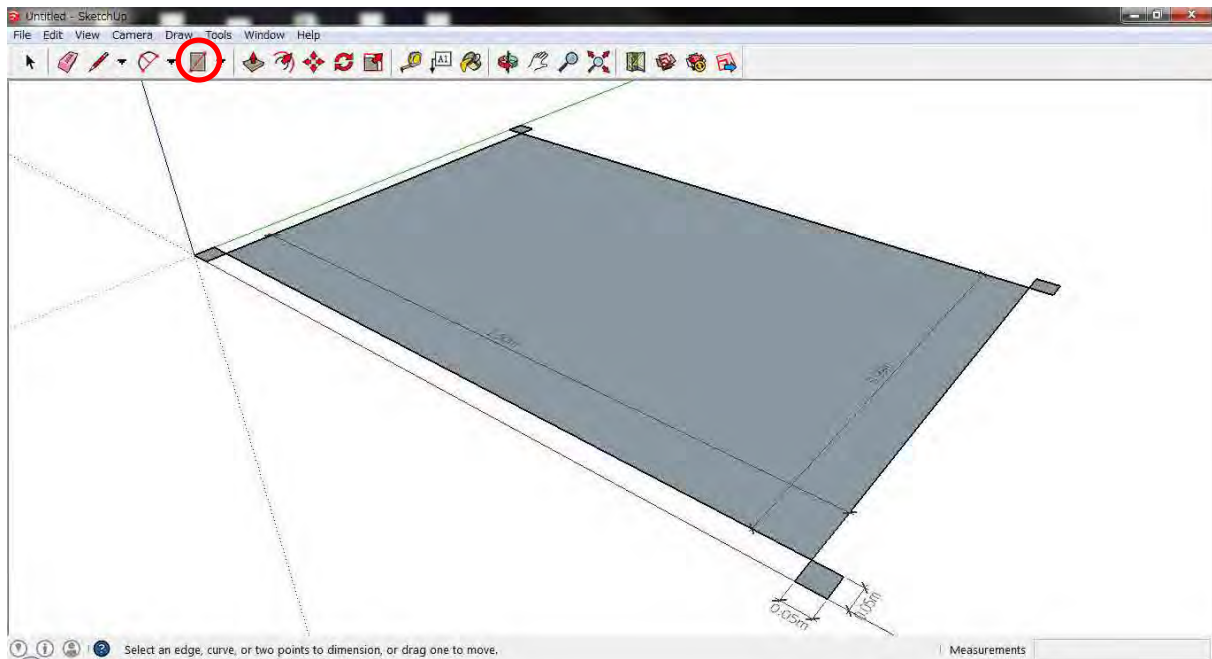 Untitled - SketchUp
File Edit View Camera Draw Tools Window Help
A1
0.05m
0.05m
Select an edge, curve, or two points to dimension, or drag one to move.
Measurements